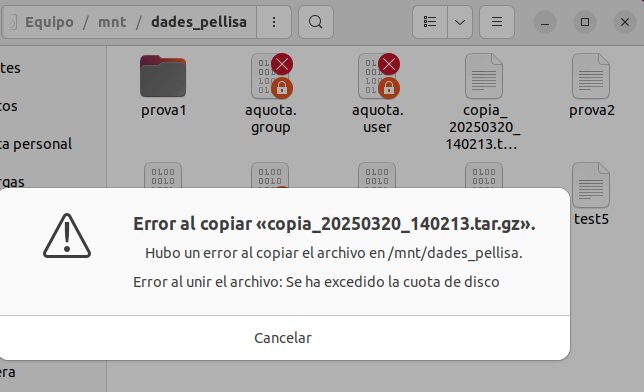 Equipo / mnt / dades_pellisa
tes
tos
ta personal
rgas
era
prova1
aquota.
group
aquota.
user
copia_
20250320_
140213.t...
prova2
test5
Error al copiar «copia_20250320_140213.tar.gz».
Hubo un error al copiar el archivo en /mnt/dades_pellisa.
Error al unir el archivo: Se ha excedido la cuota de disco
Cancelar